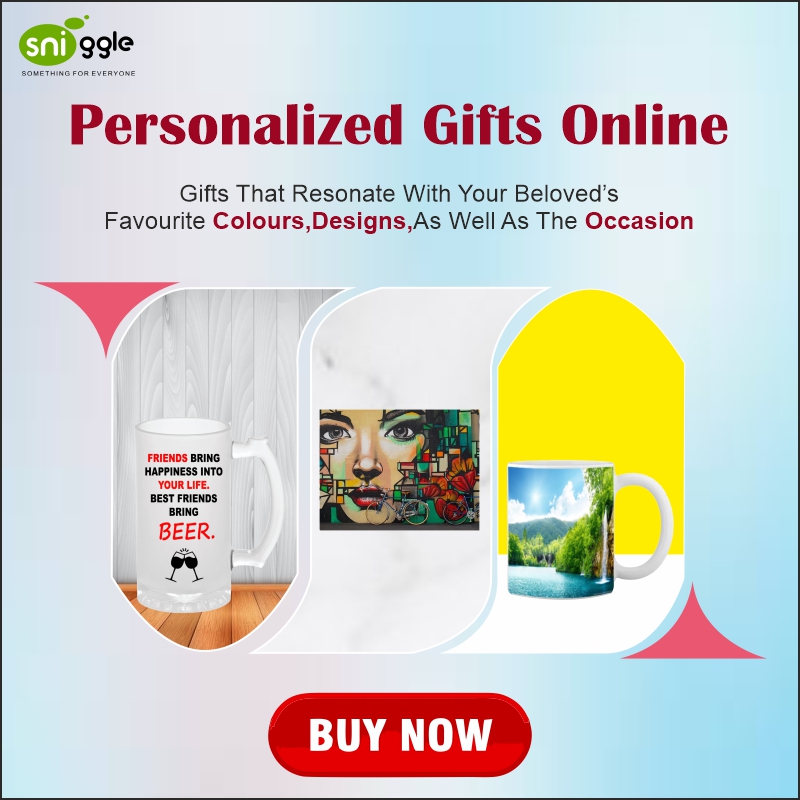 sniggle
SOMETHING FOR EVERYONE
Personalized Gifts Online
Gifts That Resonate With Your Beloved’s
Favourite Colours,Designs,As Well As The Occasion
FRIENDS BRING
HAPPINESS INTO
YOUR LIFE.
BEST FRIENDS
BRING
BEER.
BUY NOW